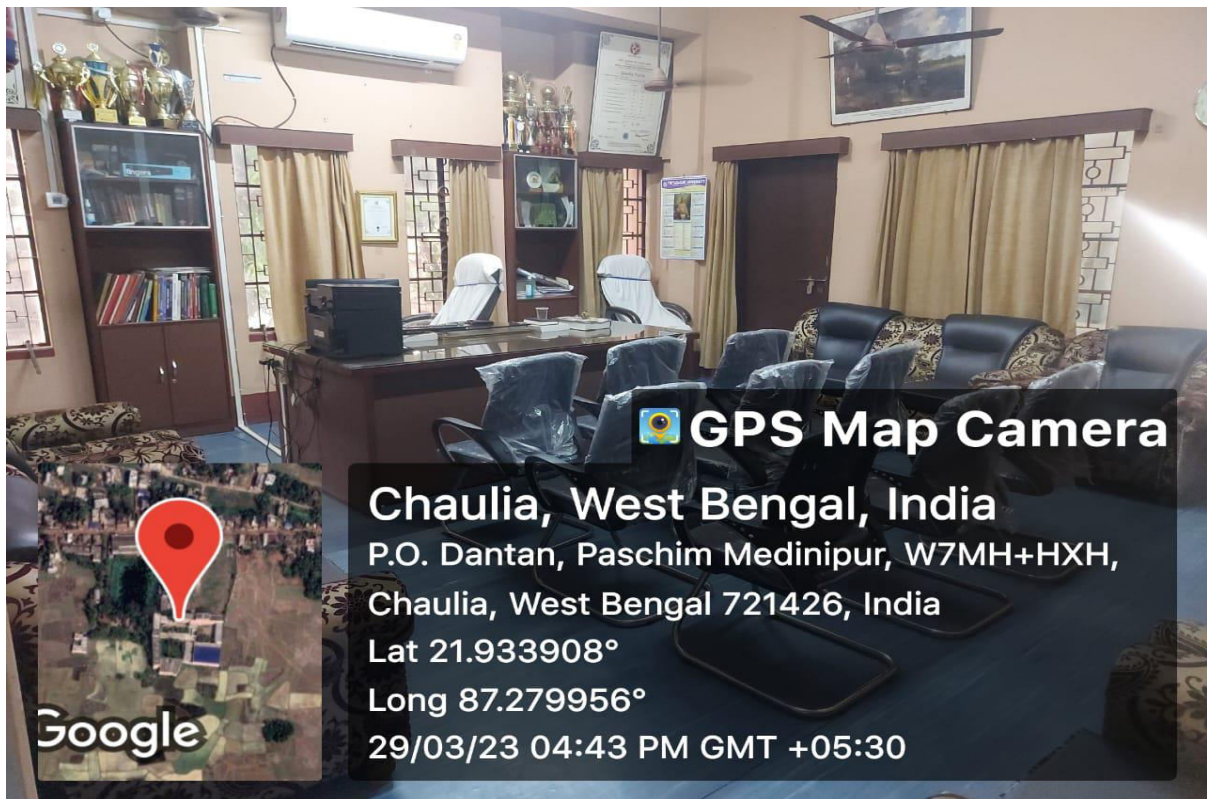 GPS Map Camera
Chaulia, West Bengal, India
P.O. Dantan, Paschim Medinipur, W7MH+HXH,
Chaulia, West Bengal 721426, India
Lat 21.933908°
Long 87.279956°
29/03/23 04:43 PM GMT +05:30
Google